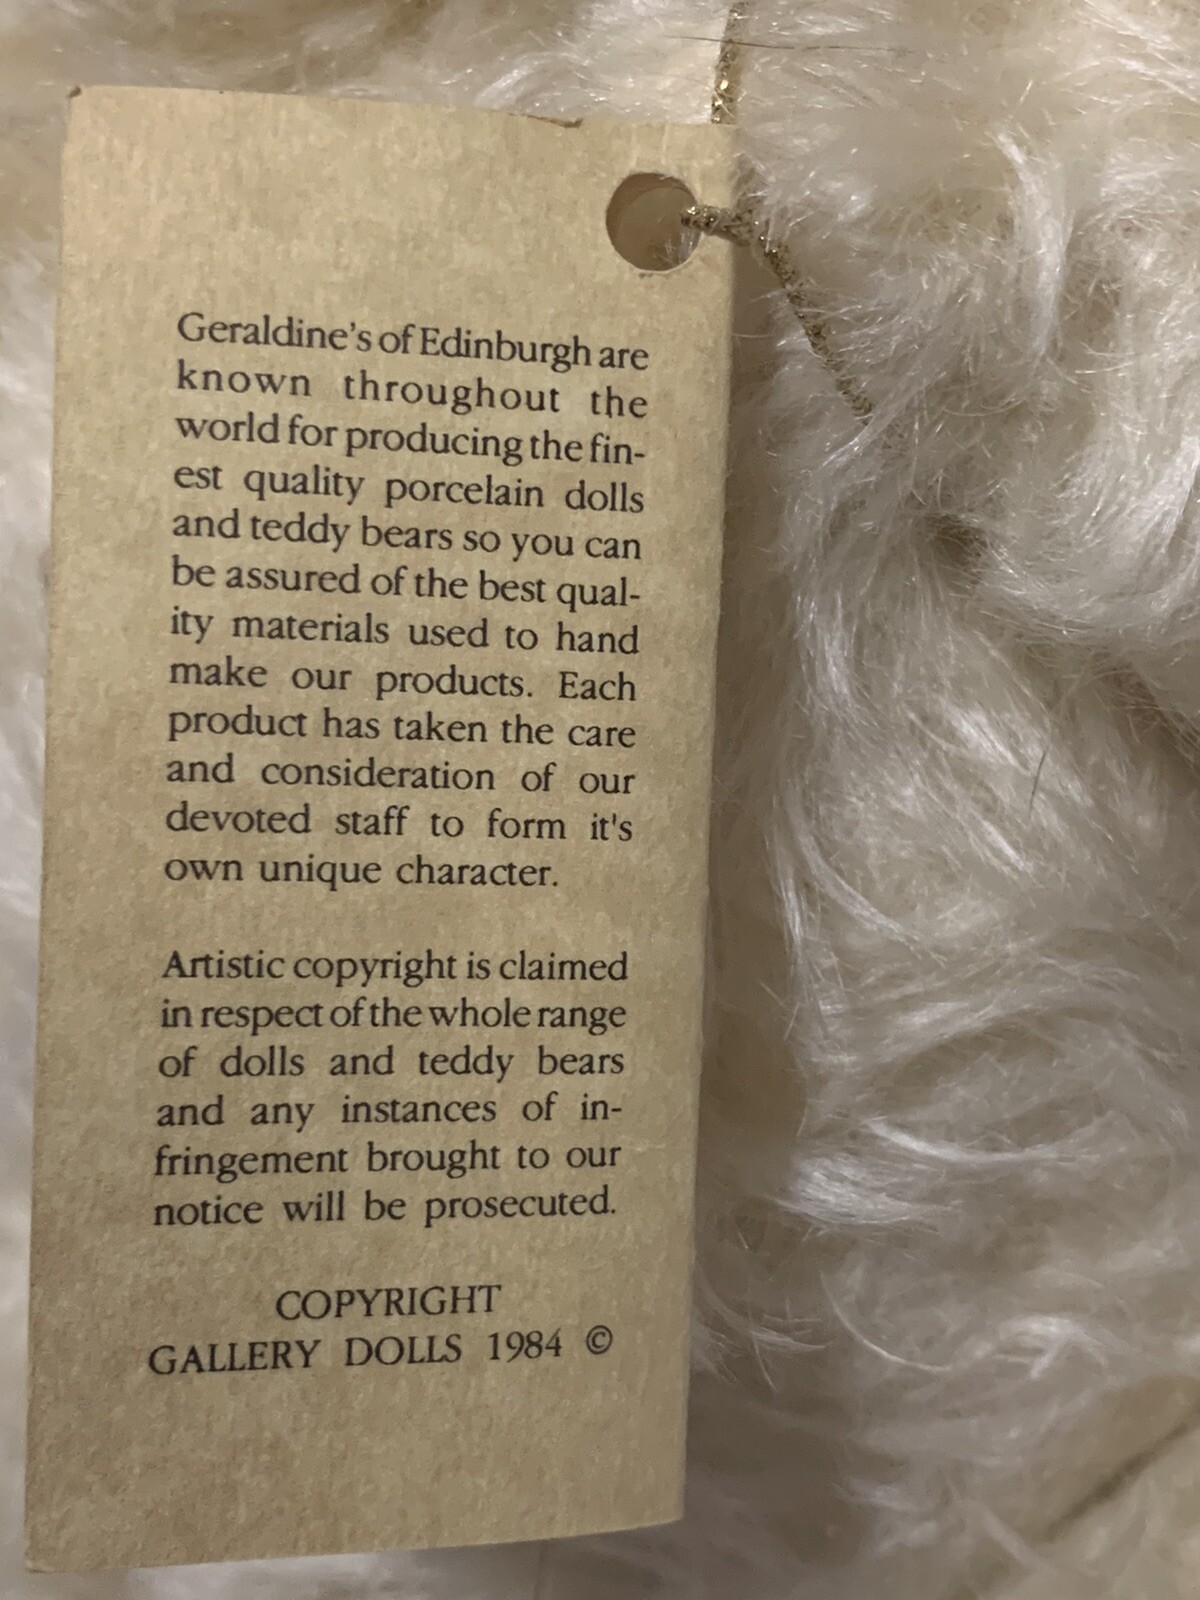 Geraldine's of Edinburgh are
known throughout the
world for producing the fin-
est quality porcelain dolls
and teddy bears so you can
be assured of the best qual-
ity materials used to hand
make our products. Each
product has taken the care
and consideration of our
devoted staff to form it's
own unique character.
Artistic copyright is claimed
in respect of the whole range
of dolls and teddy bears
and any instances of in-
fringement brought to our
notice will be prosecuted.
COPYRIGHT
GALLERY DOLLS 1984 ©